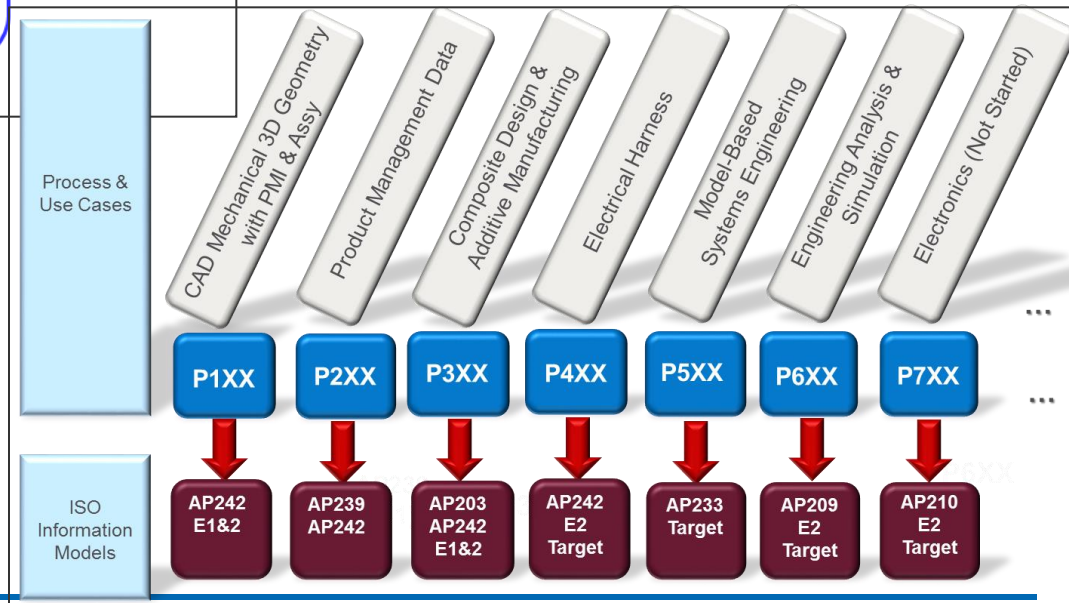 Process &
Use Cases
CAD Mechanical 3D Geometry
with PMI & Assy
Product Management Data
Composite Design &
Additive Manufacturing
Electrical Harness
Model-Based
Systems Engineering
Engineering Analysis &
Simulation
Electronics (Not Started)
...
P1XX
P2XX
P3XX
P4XX
P5XX
P6XX
P7XX
...
ISO
Information
Models
AP242
E1&2
AP239
AP242
AP203
AP242
E1&2
AP242
E2
Target
AP233
Target
AP209
E2
Target
AP210
E2
Target